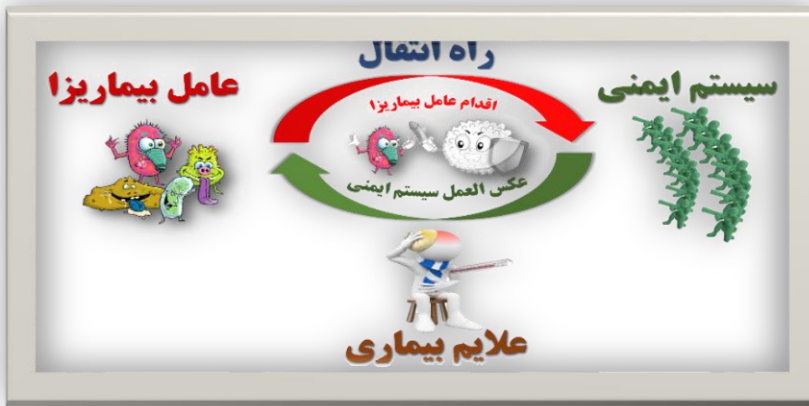 راه انتقال
سیستم ایمنی
عامل بیماریزا
اقدام عامل بیماریزا
عکس العمل سیستم ایمنی
علایم بیماری